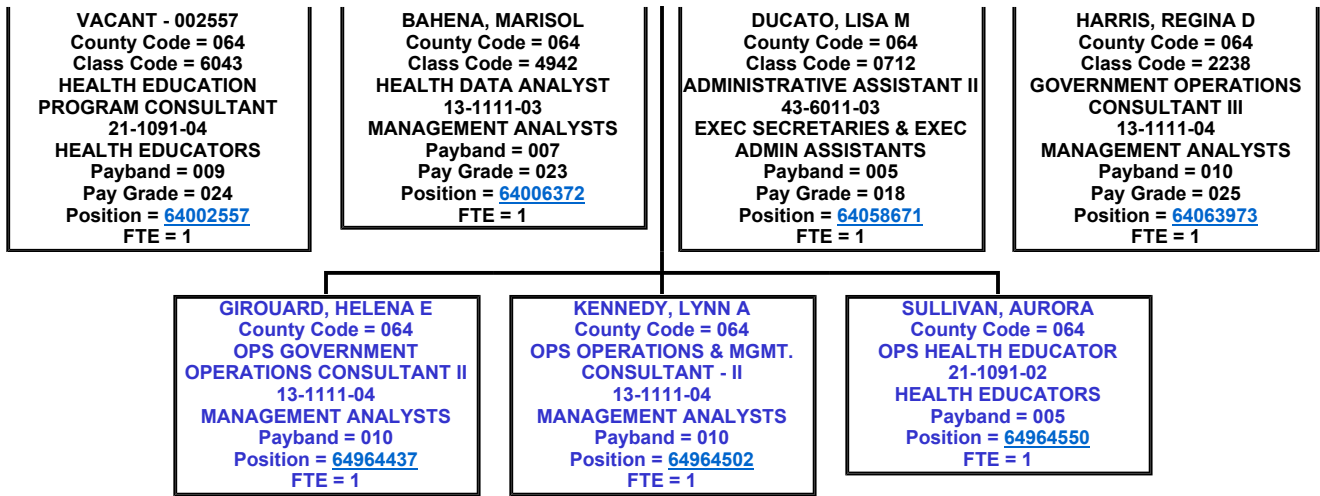 VACANT - 002557
County Code = 064
Class Code = 6043
HEALTH EDUCATION
PROGRAM CONSULTANT
21-1091-04
HEALTH EDUCATORS
Payband = 009
Pay Grade = 024
Position = 64002557
FTE = 1
BAHENA, MARISOL
County Code = 064
Class Code = 4942
HEALTH DATA ANALYST
13-1111-03
MANAGEMENT ANALYSTS
Payband = 007
Pay Grade = 023
Position = 64006372
FTE = 1
DUCATO, LISA M
County Code = 064
Class Code = 0712
ADMINISTRATIVE ASSISTANT II
43-6011-03
EXEC SECRETARIES & EXEC
ADMIN ASSISTANTS
Payband = 005
Pay Grade = 018
Position = 64058671
FTE = 1
HARRIS, REGINA D
County Code = 064
Class Code = 2238
GOVERNMENT OPERATIONS
CONSULTANT III
13-1111-04
MANAGEMENT ANALYSTS
Payband = 010
Pay Grade = 025
Position = 64063973
FTE = 1
GIROUARD, HELENA E
County Code = 064
OPS GOVERNMENT
OPERATIONS CONSULTANT II
13-1111-04
MANAGEMENT ANALYSTS
Payband = 010
Position = 64964437
FTE = 1
KENNEDY, LYNN A
County Code = 064
OPS OPERATIONS & MGMT.
CONSULTANT - II
13-1111-04
MANAGEMENT ANALYSTS
Payband = 010
Position = 64964502
FTE = 1
SULLIVAN, AURORA
County Code = 064
OPS HEALTH EDUCATOR
21-1091-02
HEALTH EDUCATORS
Payband = 005
Position = 64964550
FTE = 1